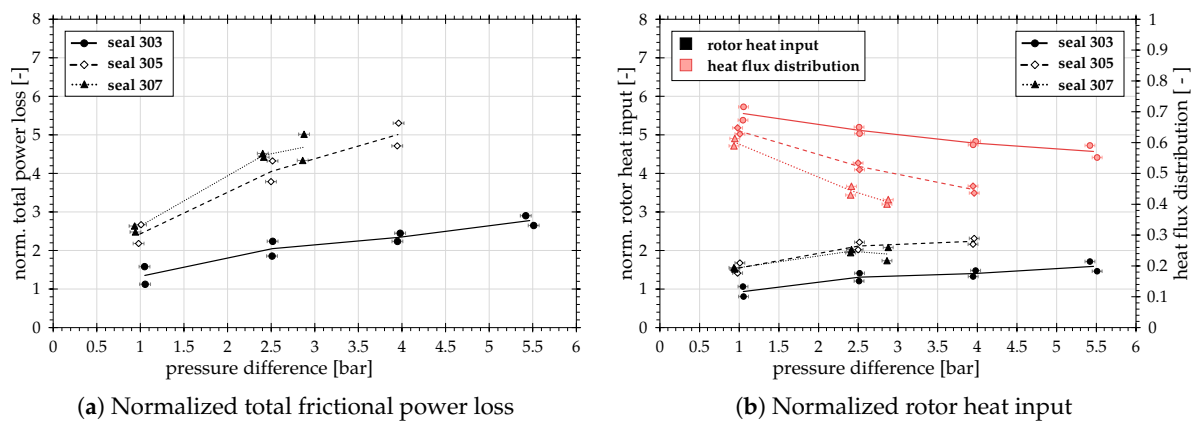 8
7
6
5
4
3
2
1
0
norm. total power loss [-]
seal 303
seal 305
seal 307
0 0.5 1 1.5 2 2.5 3 3.5 4 4.5 5 5.5 6
pressure difference [bar]
(a) Normalized total frictional power loss
8
7
6
5
4
3
2
1
0
norm. rotor heat input [-]
rotor heat input
heat flux distribution
seal 303
seal 305
seal 307
1
0.9
0.8
0.7
0.6
0.5
0.4
0.3
0.2
0.1
0
heat flux distribution [ - ]
0 0.5 1 1.5 2 2.5 3 3.5 4 4.5 5 5.5 6
pressure difference [bar]
(b) Normalized rotor heat input